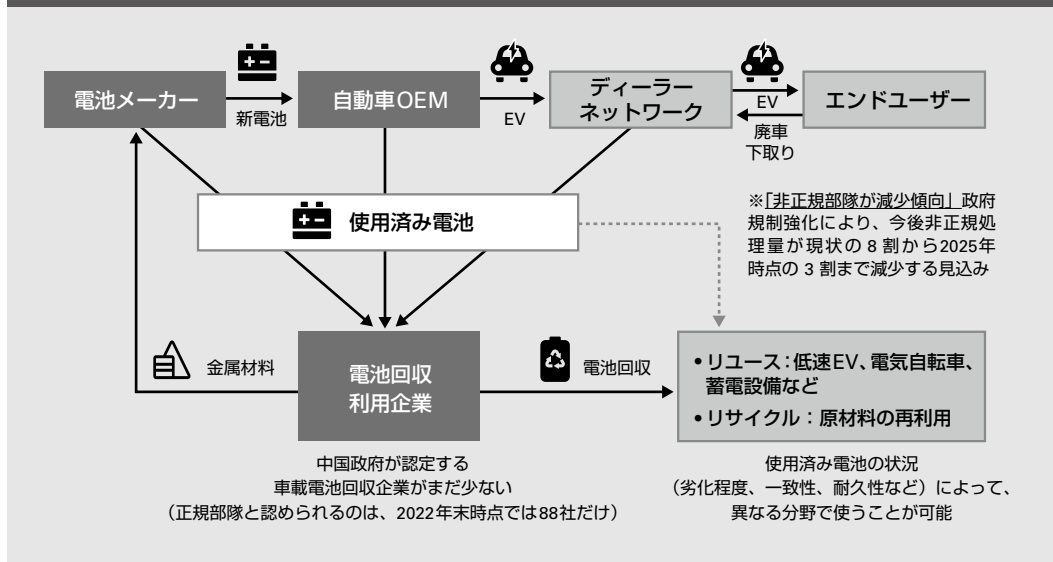 電池メーカー
新電池
自動車OEM
EV
ディーラー
ネットワーク
EV
廃車
下取り
エンドユーザー
使用済み電池
※「非正規部隊が減少傾向」政府
規制強化により、今後非正規処
理量が現状の8割から2025年
時点の3割まで減少する見込み
金属材料
電池回収
利用企業
電池回収
•リユース：低速EV、電気自転車、
蓄電設備など
•リサイクル：原材料の再利用
中国政府が認定する
車載電池回収企業がまだ少ない
（正規部隊と認められるのは、2022年末時点では88社だけ）
使用済み電池の状況
（劣化程度、一致性、耐久性など）によって、
異なる分野で使うことが可能